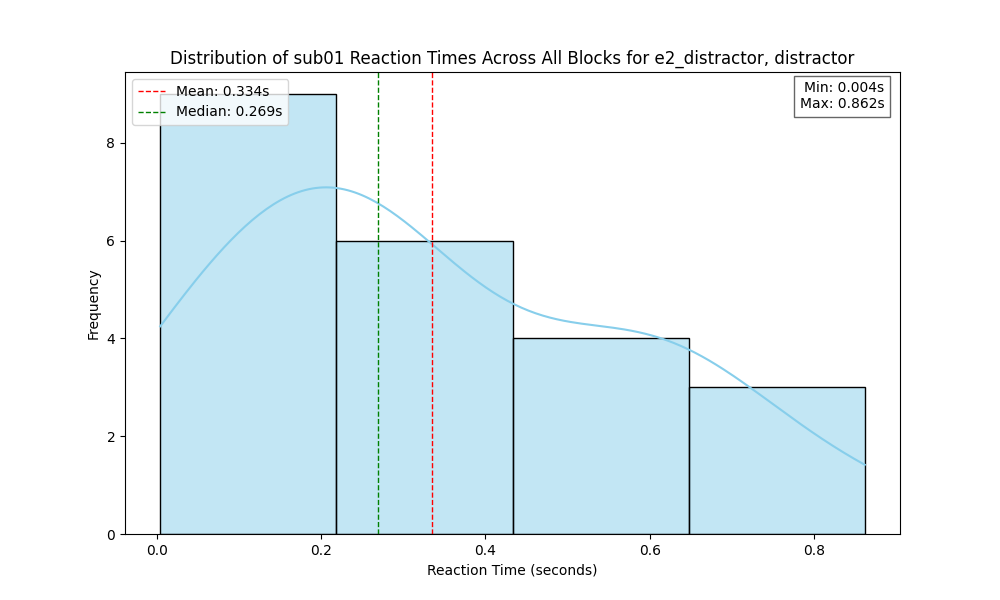 Distribution of sub01 Reaction Times Across All Blocks for e2_distractor, distractor
Mean: 0.334s
Median: 0.269s
Min: 0.004s
Max: 0.862s
8
6
4
2
0
Frequency
0.0
0.2
0.4
0.6
0.8
Reaction Time (seconds)